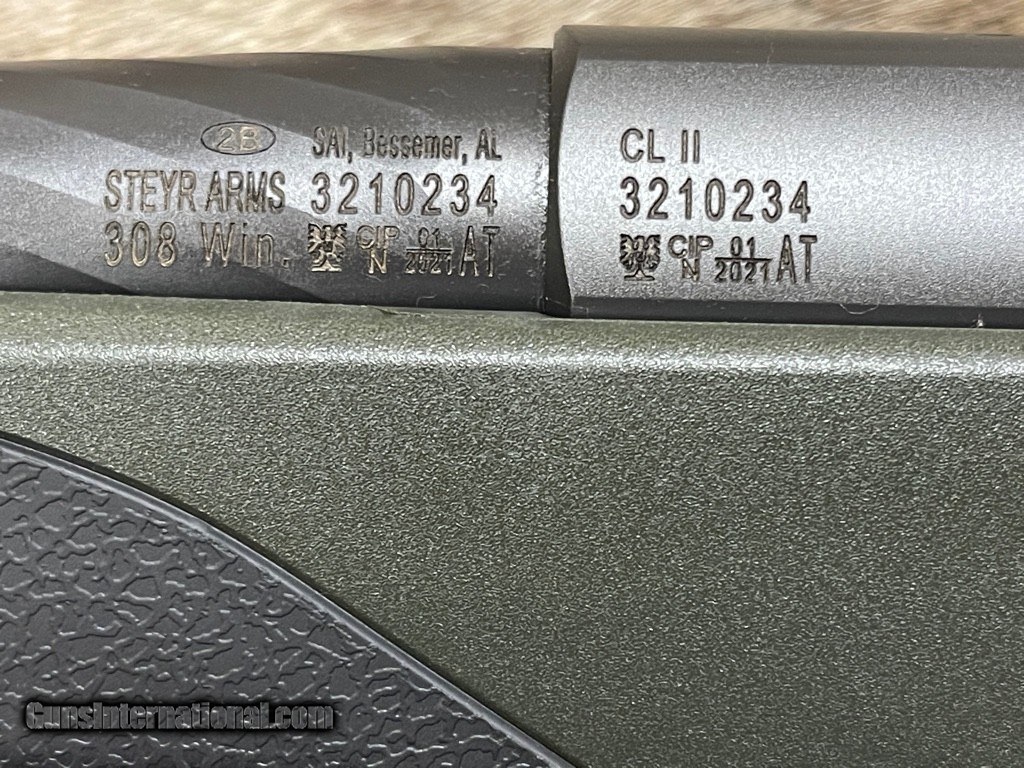 2B SAI, Bessemer, AL
STEYR ARMS 3210234
308 Win. CIP N 01 2021 AT
CL II
3210234
CIP N 01 2021 AT
GunsInternational.com